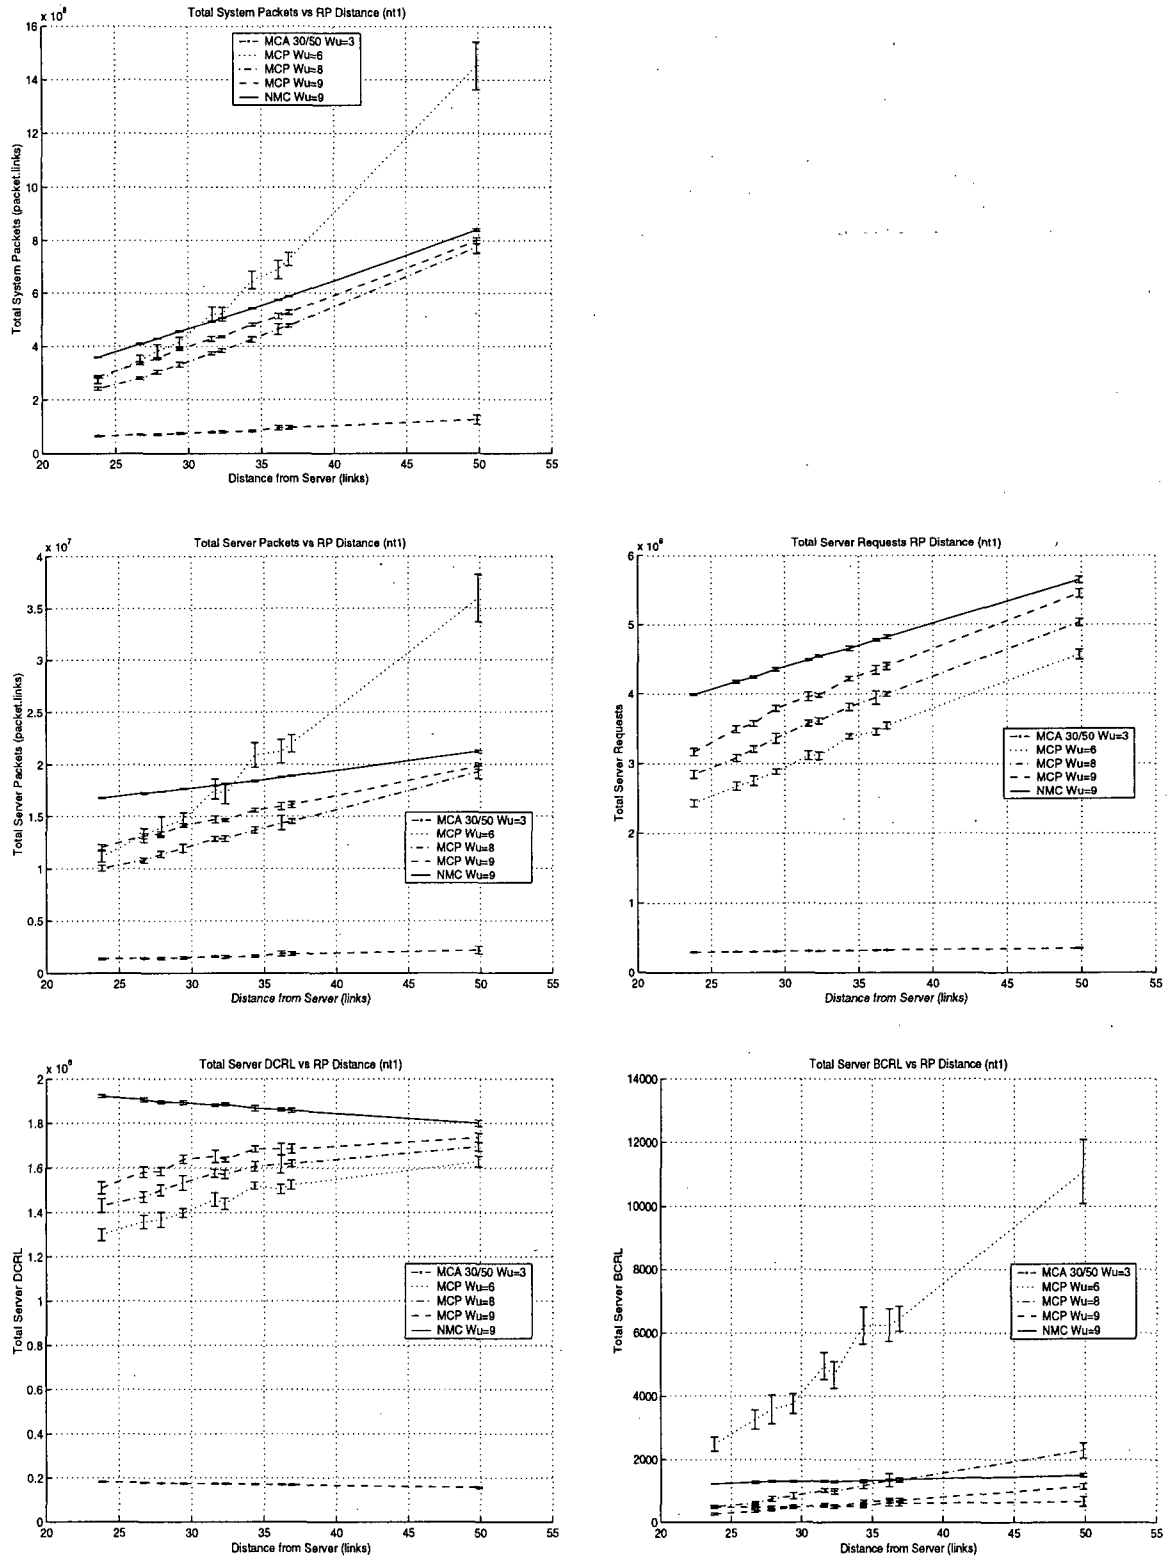 Total System Packets vs RP Distance (nt1)
x 10^8
16
14
12
10
8
6
4
2
0
Total System Packets (packet.links)
MCA 30/50 Wu=3
MCP Wu=6
MCP Wu=8
MCP Wu=9
NMC Wu=9
20 25 30 35 40 45 50 55
Distance from Server (links)
Total Server Packets vs RP Distance (nt1)
x 10^7
4
3.5
3
2.5
2
1.5
1
0.5
0
Total Server Packets (packet.links)
MCA 30/50 Wu=3
MCP Wu=6
MCP Wu=8
MCP Wu=9
NMC Wu=9
20 25 30 35 40 45 50 55
Distance from Server (links)
Total Server Requests RP Distance (nt1)
6
5
4
3
2
1
0
Total Server Requests
MCA 30/50 Wu=3
MCP Wu=6
MCP Wu=8
MCP Wu=9
NMC Wu=9
20 25 30 35 40 45 50 55
Distance from Server (links)
Total Server DCRL vs RP Distance (nt1)
2
1.8
1.6
1.4
1.2
1
0.8
0.6
0.4
0.2
0
Total Server DCRL
MCA 30/50 Wu=3
MCP Wu=6
MCP Wu=8
MCP Wu=9
NMC Wu=9
20 25 30 35 40 45 50 55
Distance from Server (links)
Total Server BCRL vs RP Distance (nt1)
14000
12000
10000
8000
6000
4000
2000
0
Total Server BCRL
MCA 30/50 Wu=3
MCP Wu=6
MCP Wu=8
MCP Wu=9
NMC Wu=9
20 25 30 35 40 45 50 55
Distance from Server (links)